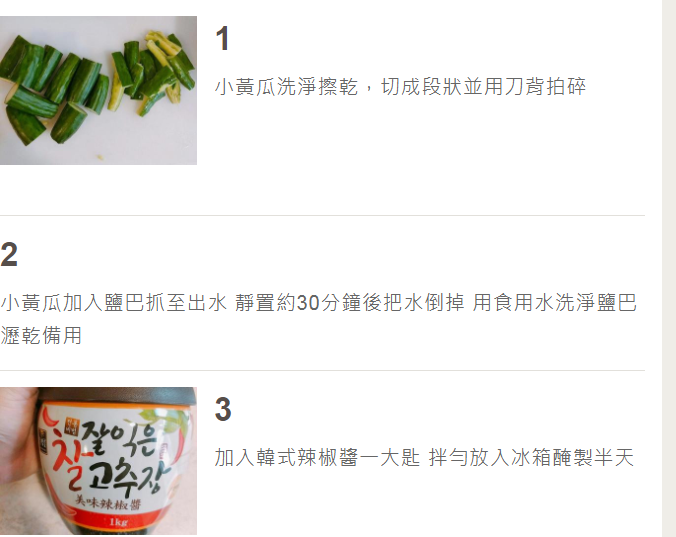 1
小黃瓜洗淨擦乾，切成段狀並用刀背拍碎
2
小黃瓜加入鹽巴抓至出水 靜置約30分鐘後把水倒掉 用食用水洗淨鹽巴
瀝乾備用
3
加入韓式辣椒醬一大匙 拌勻放入冰箱醃製半天
잘익은
찰고추장
美味辣椒醬
1kg